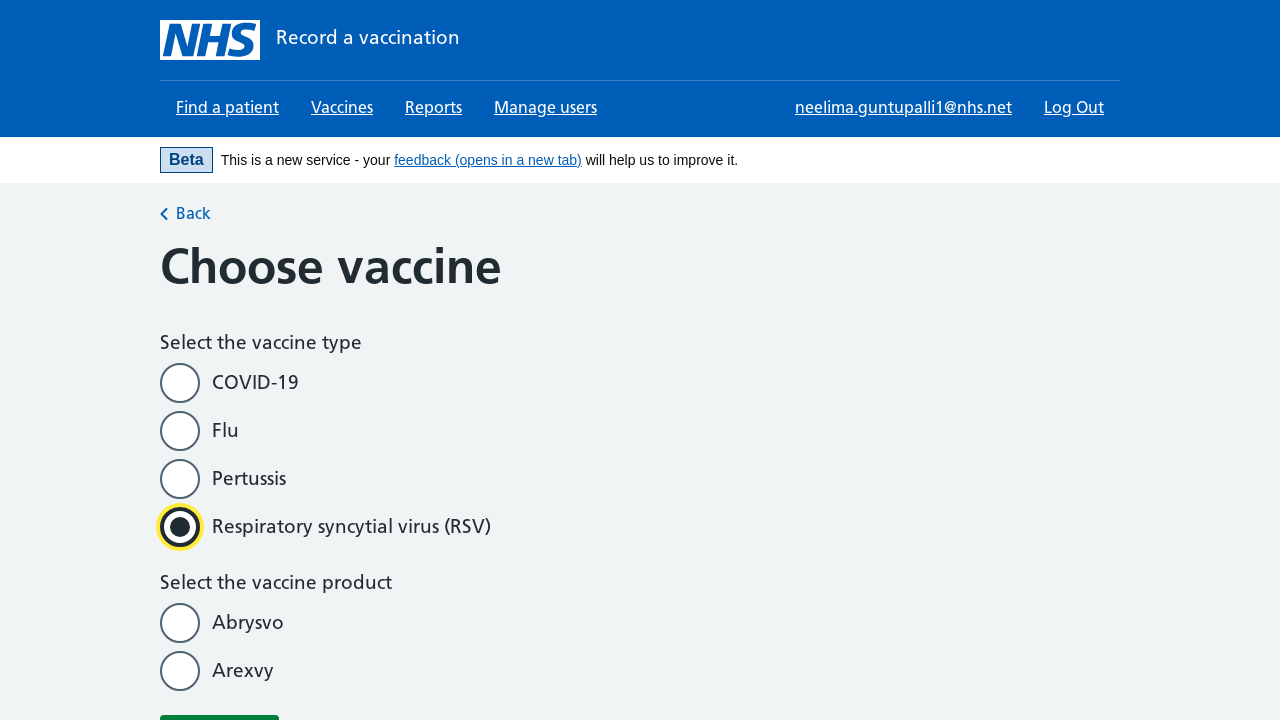 NHS Record a vaccination
Find a patient Vaccines Reports Manage users neelima.guntupalli1@nhs.net Log Out
Beta This is a new service - your feedback (opens in a new tab) will help us to improve it.
Back
Choose vaccine
Select the vaccine type
COVID-19
Flu
Pertussis
Respiratory syncytial virus (RSV)
Select the vaccine product
Abrysvo
Arexvy